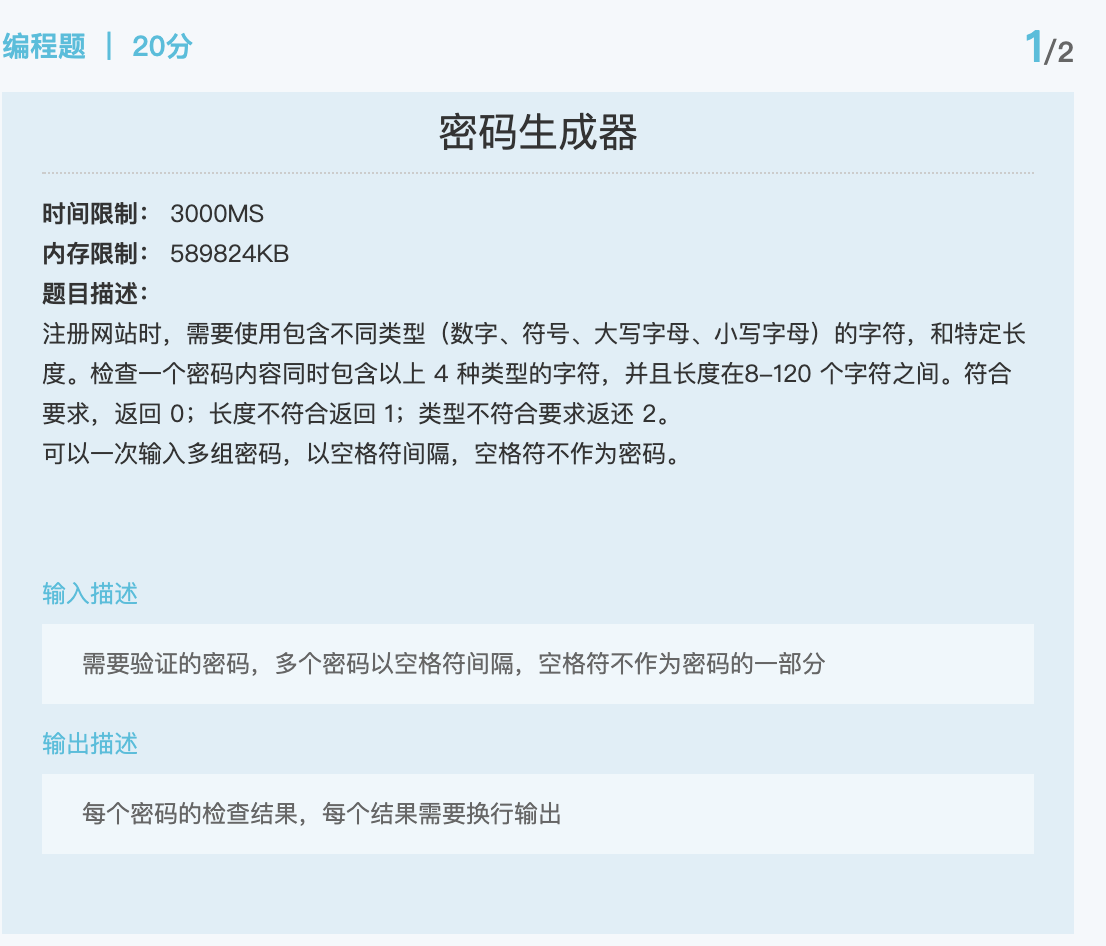 编程题 | 20分
1/2
密码生成器
时间限制： 3000MS
内存限制： 589824KB
题目描述：
注册网站时，需要使用包含不同类型（数字、符号、大写字母、小写字母）的字符，和特定长
度。检查一个密码内容同时包含以上 4 种类型的字符，并且长度在8–120 个字符之间。符合
要求，返回 0；长度不符合返回 1；类型不符合要求返还 2。
可以一次输入多组密码，以空格符间隔，空格符不作为密码。
输入描述
需要验证的密码，多个密码以空格符间隔，空格符不作为密码的一部分
输出描述
每个密码的检查结果，每个结果需要换行输出